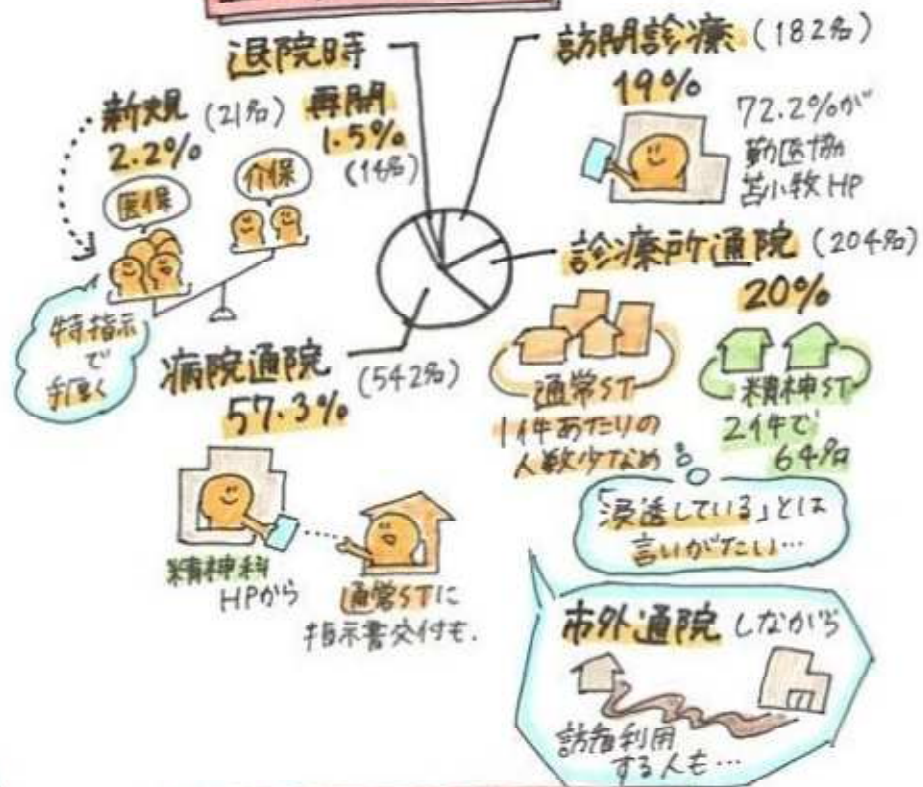 退院時
新規 (21名)
2.2%
再開
1.5%
(14名)
医保
介保
特指示
で
手厚く
訪問診療 (182名)
19%
72.2%が
勤医協
苫小牧HP
診療所通院 (204名)
20%
通常ST
1件あたりの
人数少なめ
精神ST
2件で
64名
「浸透している」とは
言いがたい…
病院通院 (542名)
57.3%
精神科
HPから
通常STに
指示書交付も.
市外通院 しながら
訪看利用
する人も…